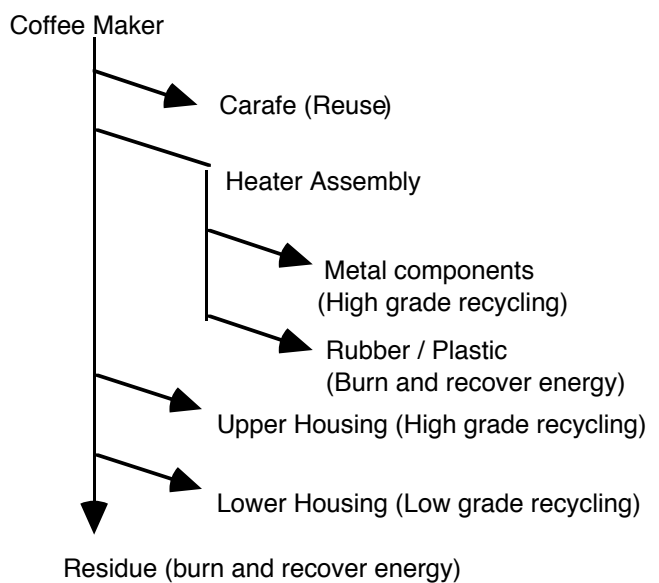 Coffee Maker
Carafe (Reuse)
Heater Assembly
Metal components
(High grade recycling)
Rubber / Plastic
(Burn and recover energy)
Upper Housing (High grade recycling)
Lower Housing (Low grade recycling)
Residue (burn and recover energy)